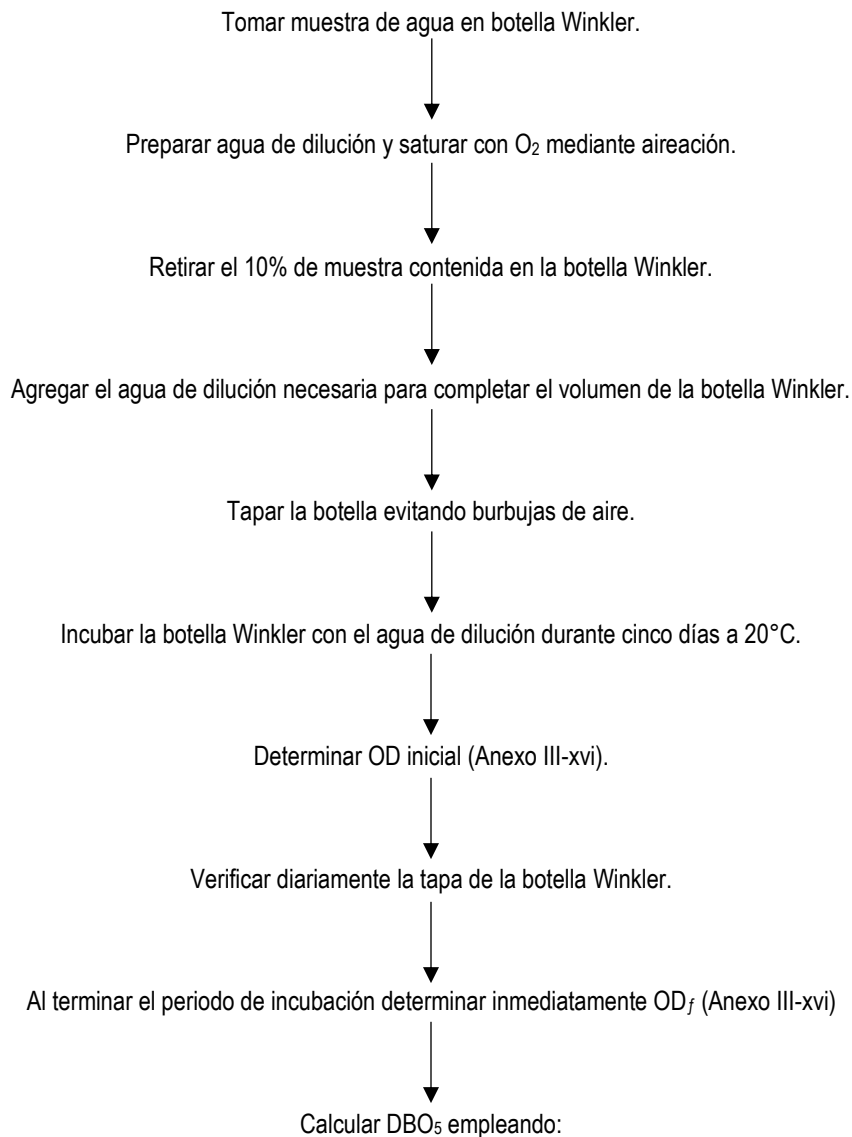 Tomar muestra de agua en botella Winkler.
Preparar agua de dilución y saturar con O₂ mediante aireación.
Retirar el 10% de muestra contenida en la botella Winkler.
Agregar el agua de dilución necesaria para completar el volumen de la botella Winkler.
Tapar la botella evitando burbujas de aire.
Incubar la botella Winkler con el agua de dilución durante cinco días a 20°C.
Determinar OD inicial (Anexo III-xvi).
Verificar diariamente la tapa de la botella Winkler.
Al terminar el periodo de incubación determinar inmediatamente ODƒ (Anexo III-xvi)
Calcular DBO₅ empleando: